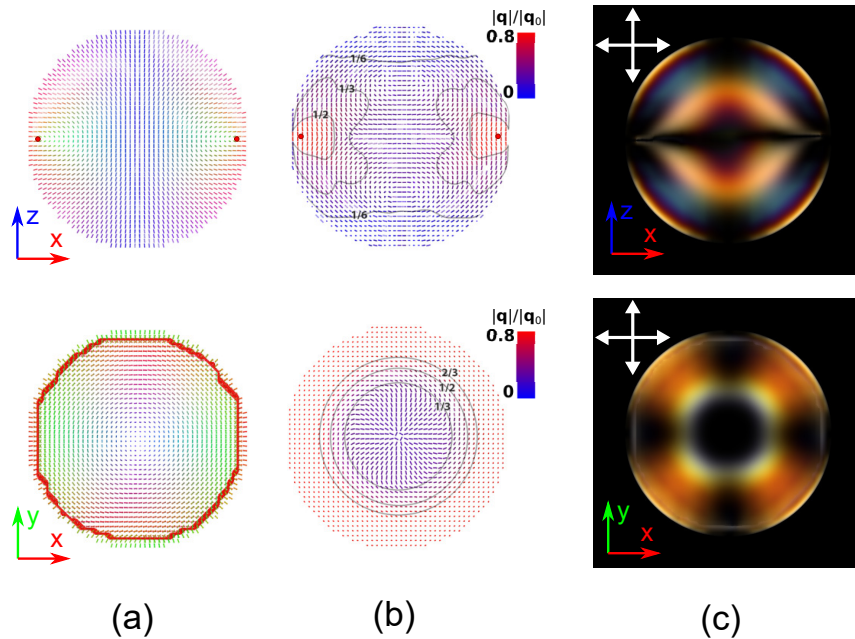 z
x
|q|/|q₀|
0.8
0
1/6
1/3
1/2
1/6
z
x
y
x
|q|/|q₀|
0.8
0
2/3
1/2
1/3
y
x
(a)
(b)
(c)